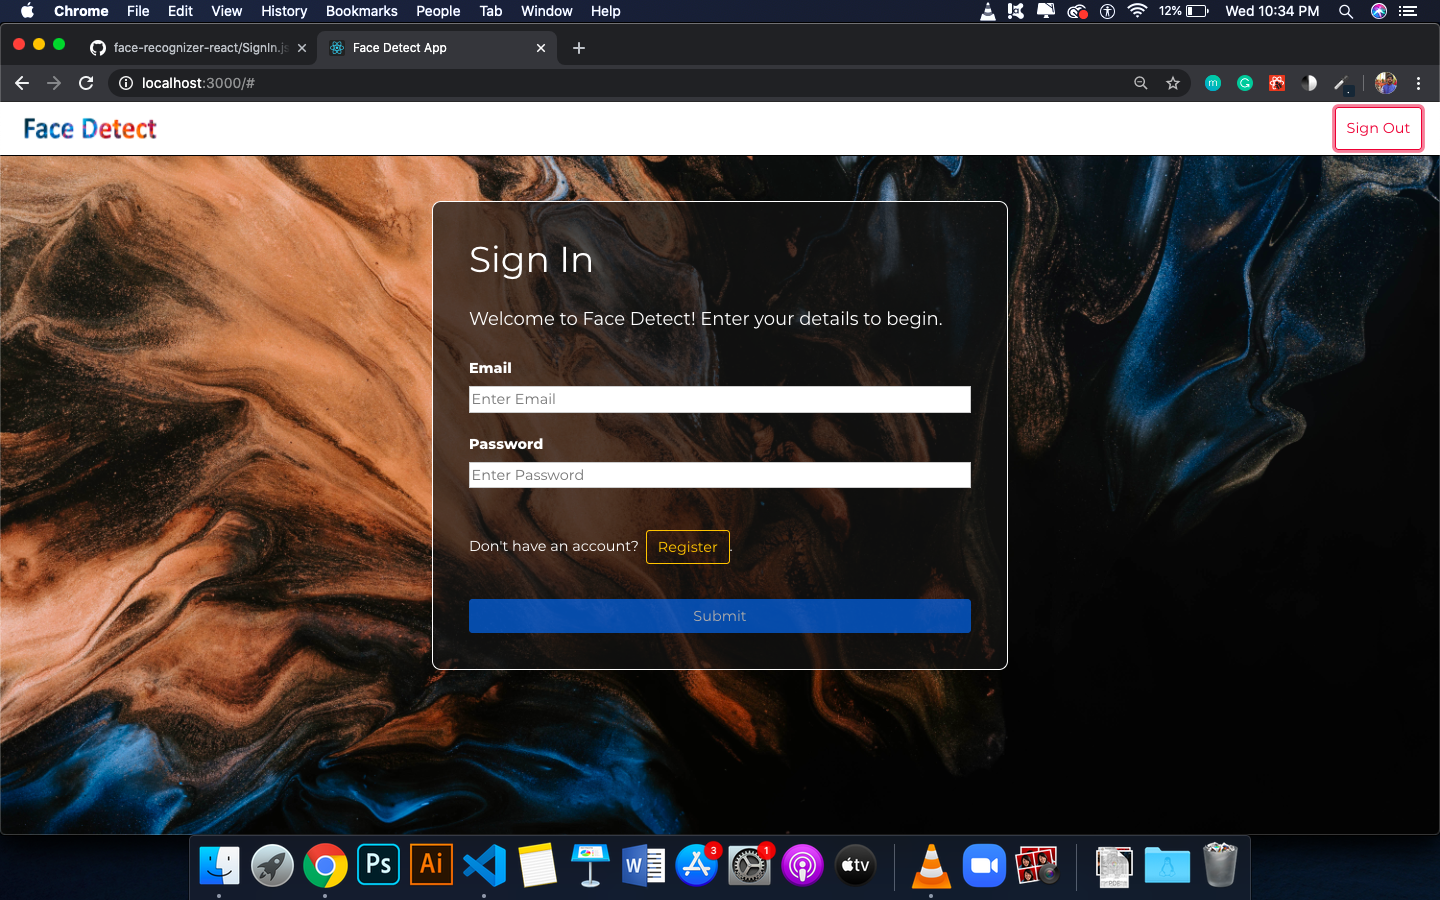 Chrome File Edit View History Bookmarks People Tab Window Help 12% Wed 10:34 PM
face-recognizer-react/SignIn.js Face Detect App
localhost:3000/#
Face Detect Sign Out
Sign In
Welcome to Face Detect! Enter your details to begin.
Email
Enter Email
Password
Enter Password
Don't have an account? Register.
Submit
Ps Ai W 3 1 tv